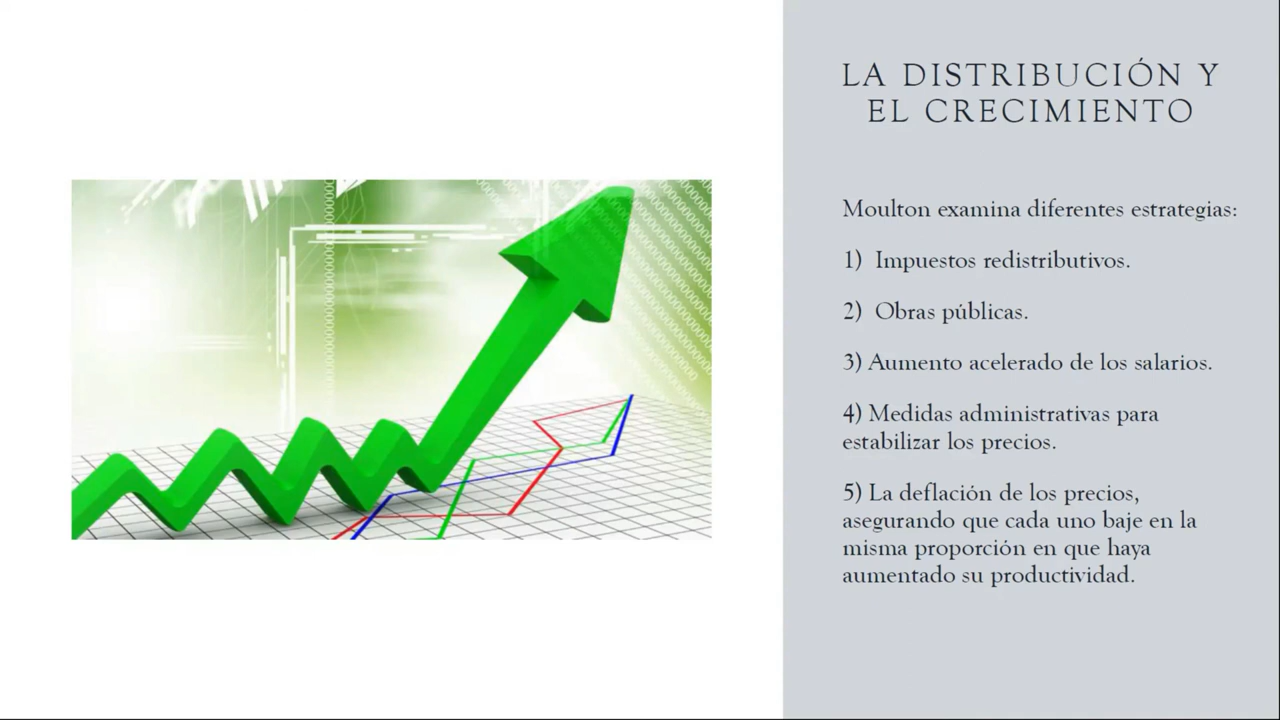 LA DISTRIBUCIÓN Y
EL CRECIMIENTO
Moulton examina diferentes estrategias:
1) Impuestos redistributivos.
2) Obras públicas.
3) Aumento acelerado de los salarios.
4) Medidas administrativas para
estabilizar los precios.
5) La deflación de los precios,
asegurando que cada uno baje en la
misma proporción en que haya
aumentado su productividad.